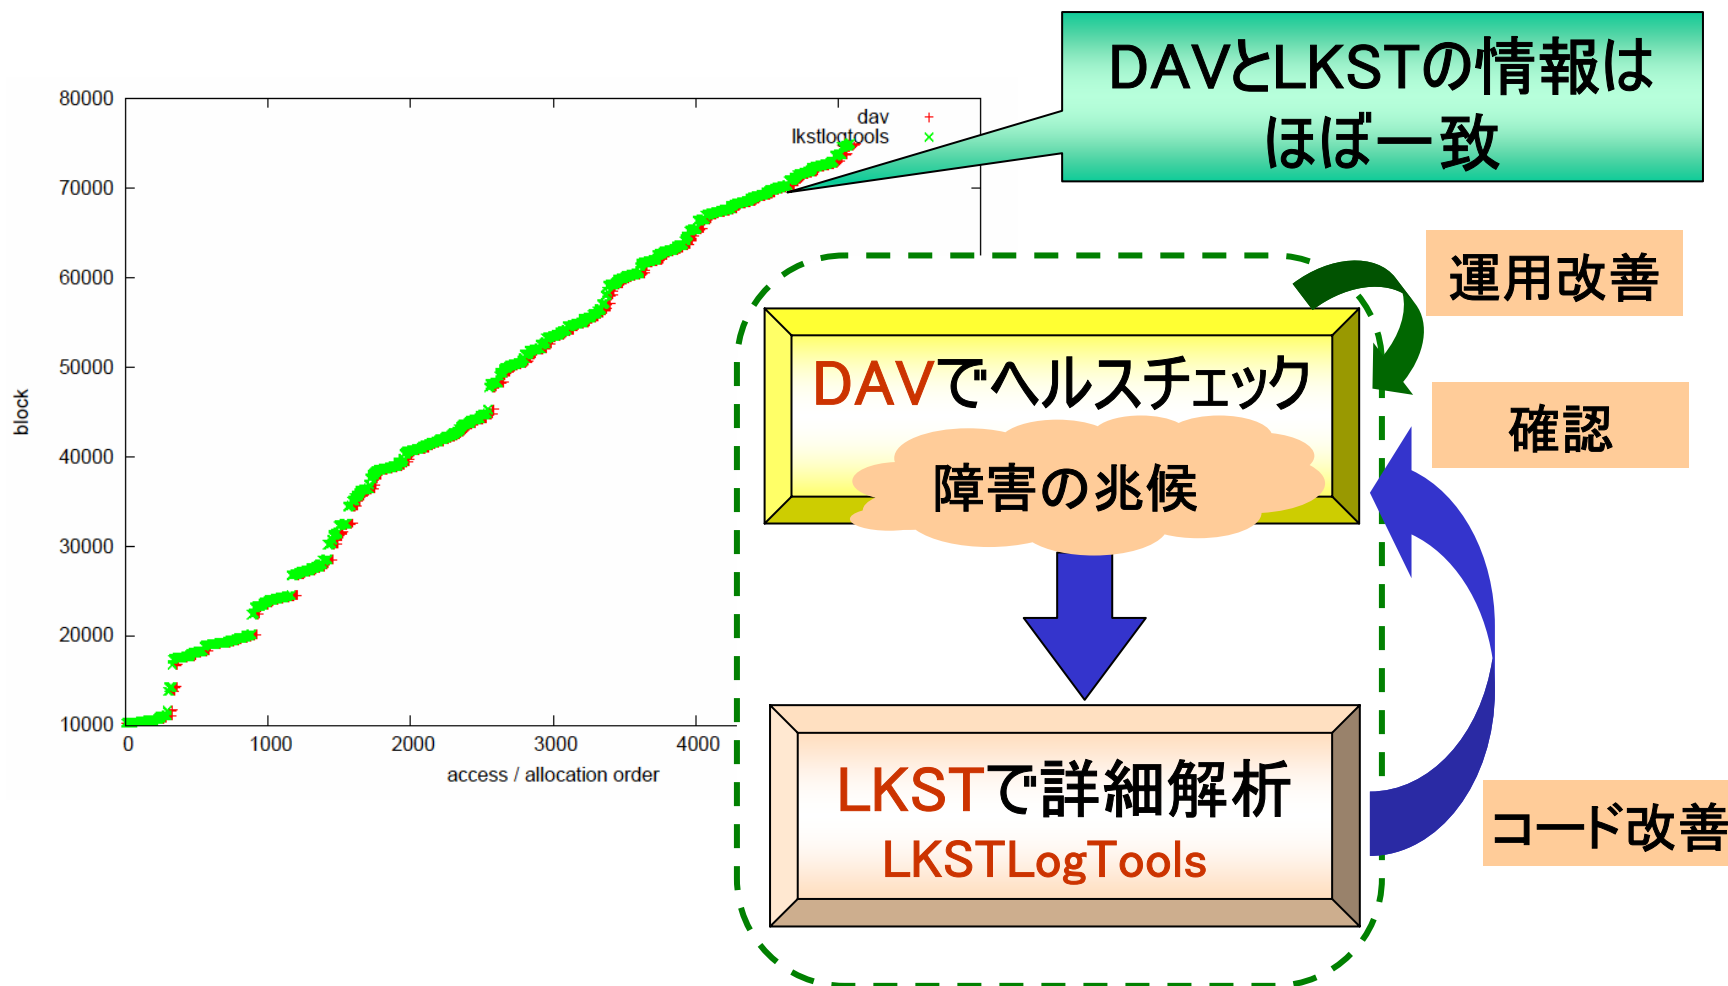 DAVとLKSTの情報は
ほぼ一致
80000
70000
60000
50000
40000
30000
20000
10000
block
dav
lkstlogtools
0 1000 2000 3000 4000
access / allocation order
運用改善
DAVでヘルスチェック
確認
障害の兆候
LKSTで詳細解析
LKSTLogTools
コード改善